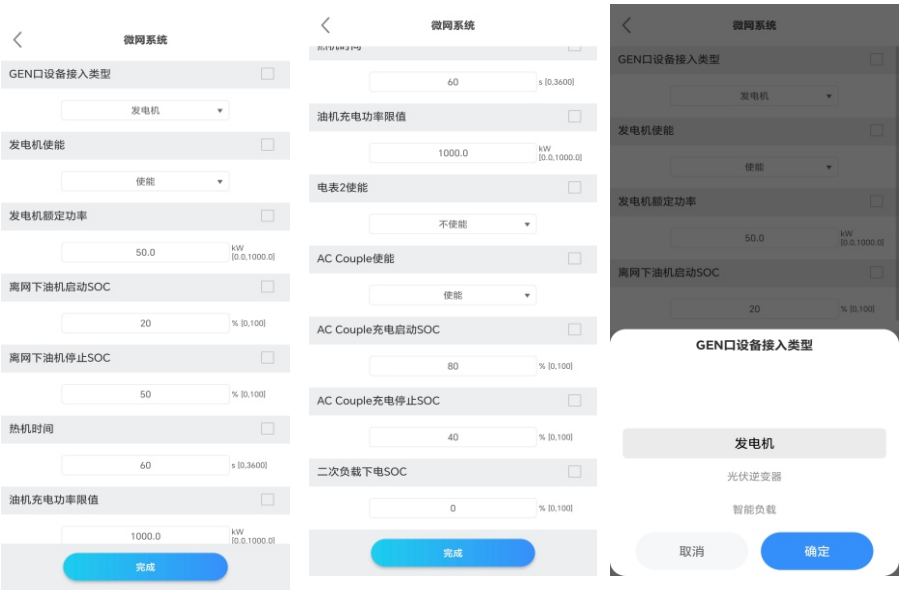 微网系统
GEN口设备接入类型
发电机
发电机使能
使能
发电机额定功率
50.0
kW
[0.0,1000.0]
离网下油机启动SOC
20
% [0,100]
离网下油机停止SOC
50
% [0,100]
热机时间
60
s [0,3600]
油机充电功率限值
1000.0
kW
[0.0,1000.0]
完成
微网系统
热机时间
60
s [0,3600]
油机充电功率限值
1000.0
kW
[0.0,1000.0]
电表2使能
不使能
AC Couple使能
使能
AC Couple充电启动SOC
80
% [0,100]
AC Couple充电停止SOC
40
% [0,100]
二次负载下电SOC
0
% [0,100]
完成
微网系统
GEN口设备接入类型
发电机
发电机使能
使能
发电机额定功率
50.0
kW
[0.0,1000.0]
离网下油机启动SOC
20
% [0,100]
GEN口设备接入类型
发电机
光伏逆变器
智能负载
取消
确定